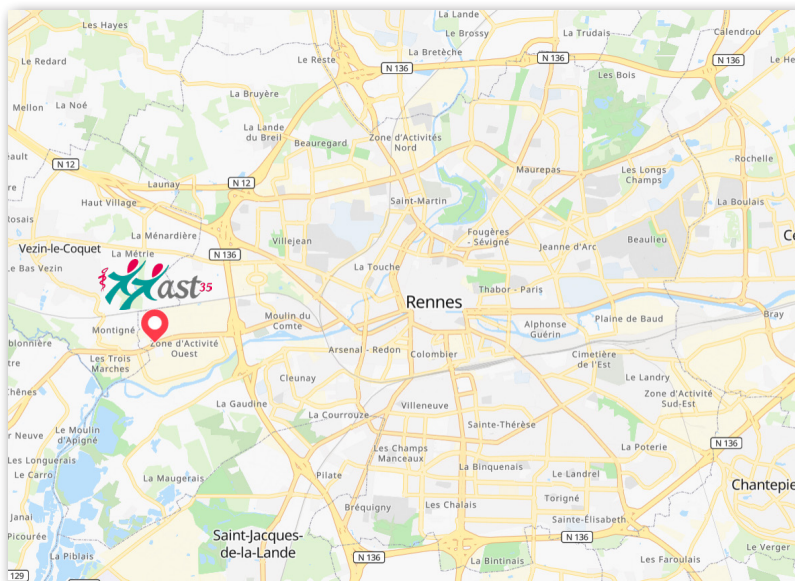 La Lande
Les Hayes
Le Brossy
La Trudais
Calendrou
La Bretèche
Le Redard
Le Reste
N 136
N 136
N 136
Les Bois
La Bruyère
Mellon
La Noé
La Lande
du Breil
Beauregard
Zone d'Activités
Nord
N 12
Maurepas
Rochelle
Launay
N 12
Les Longs
Champs
Haut Village
Saint-Martin
La Boulais
La Ménardière
Villejean
Fougères
- Sévigné
Jeanne d'Arc
Beaulieu
Vezin-le-Coquet
La Métrie
N 136
Le Bas Vezin
La Touche
ast35
Thabor - Paris
Rennes
Montigné
Moulin du
Comte
Alphonse
Guérin
Plaine de Baud
Bray
Zone d'Activité
Ouest
Les Trois
Marches
Arsenal - Redon
Colombier
Cimetière
de l'Est
Cleunay
Le Landry
La Gaudine
La Courrouze
Villeneuve
Zone d'Activité
Sud-Est
Le Moulin
d'Apigné
Sainte-Thérèse
Les Champs
Manceaux
La Poterie
N 136
Les Longuerais
Le Carro
La Maugerais
Pilate
La Binquenais
Le Landrel
Chantepie
Bréquigny
Les Chalais
Torigné
Sainte-Élisabeth
Janai
Picourée
Saint-Jacques-
de-la-Lande
N 136
Le Verger
La Piblais
N 136
La Bintinais
Les Faroulais
129